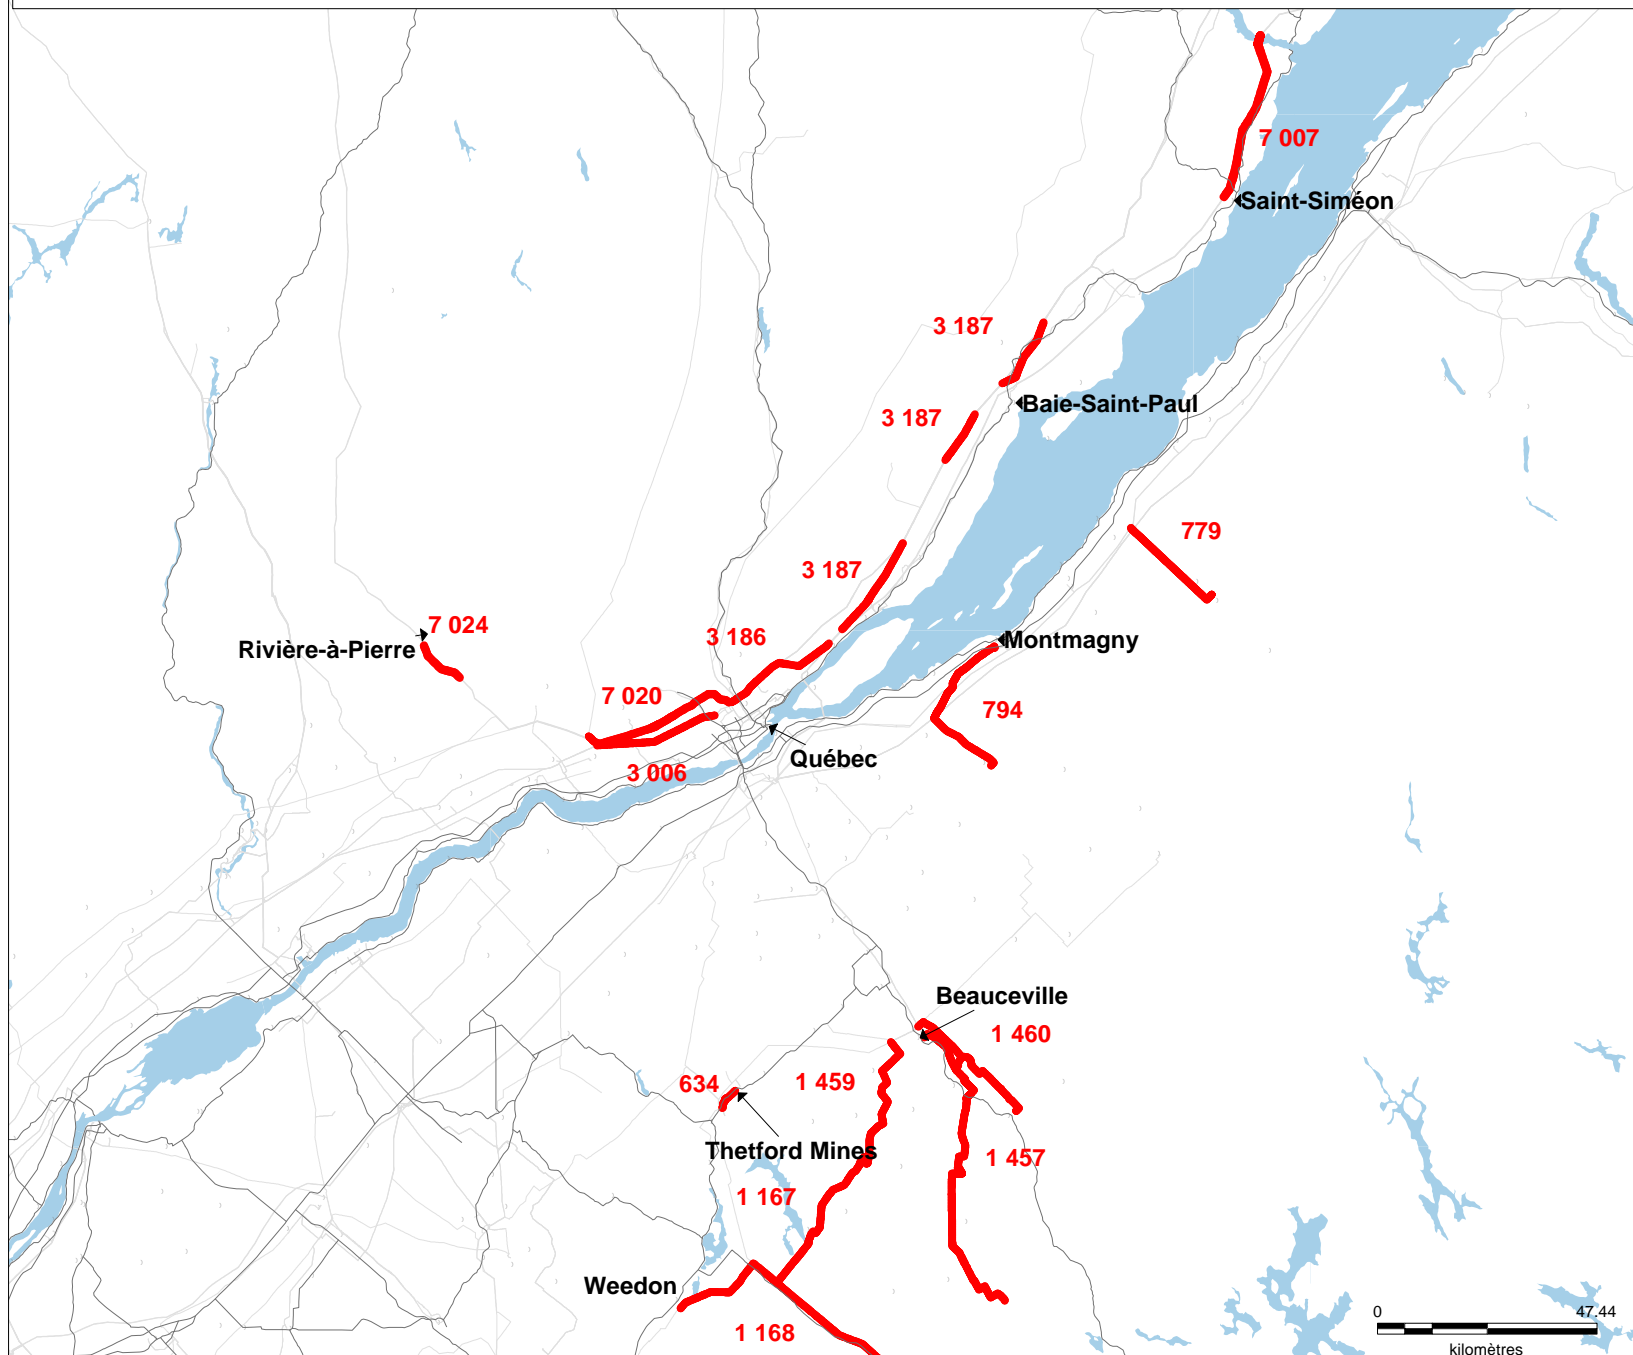 7 007
Saint-Siméon
3 187
Baie-Saint-Paul
3 187
779
3 187
7 024
3 186
Montmagny
Rivière-à-Pierre
7 020
794
Québec
3 006
Beauceville
1 460
634
1 459
Thetford Mines
1 457
1 167
Weedon
1 168
0 47.44
kilomètres